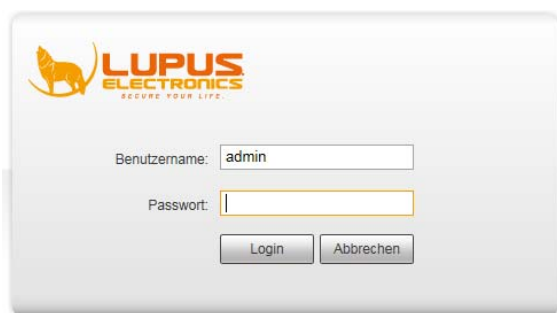 LUPUS
ELECTRONICS
SECURE YOUR LIFE.
Benutzername: admin
Passwort:
Login Abbrechen